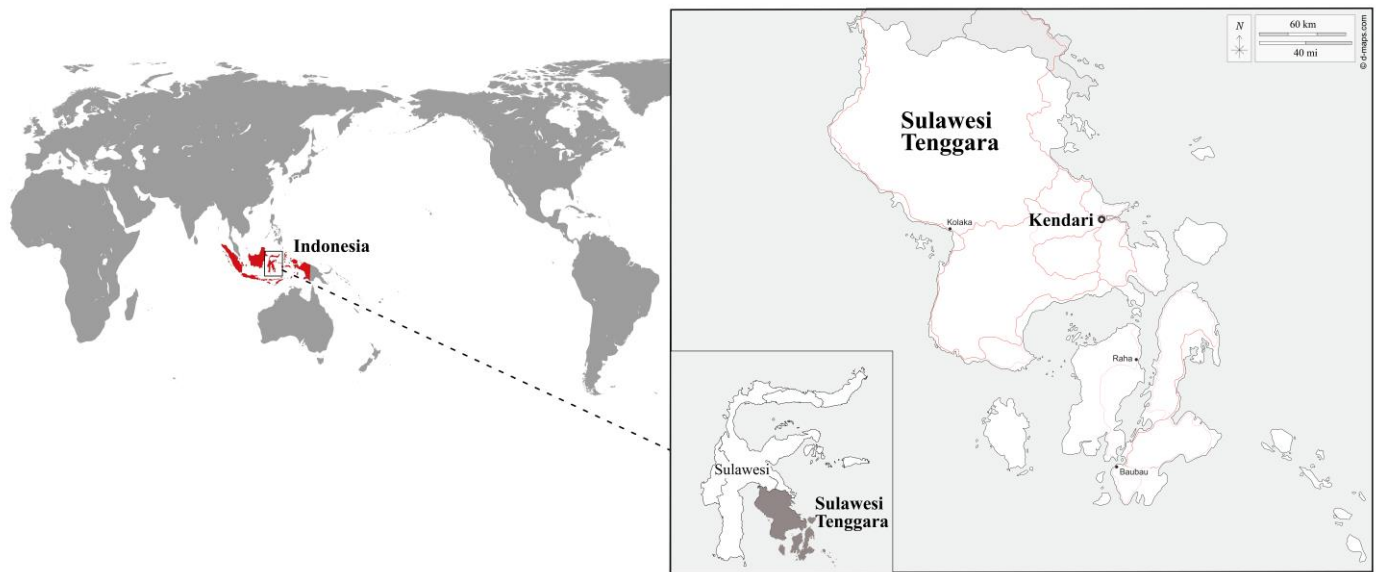 Indonesia
N
60 km
40 mi
© d-maps.com
Sulawesi
Tenggara
Kolaka
Kendari
Raha
Baubau
Sulawesi
Sulawesi
Tenggara